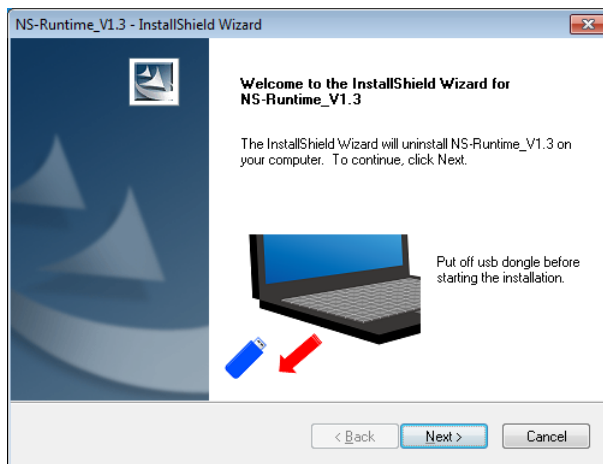 NS-Runtime_V1.3 - InstallShield Wizard
Welcome to the InstallShield Wizard for
NS-Runtime_V1.3
The InstallShield Wizard will uninstall NS-Runtime_V1.3 on
your computer. To continue, click Next.
Put off usb dongle before
starting the installation.
< Back
Next >
Cancel